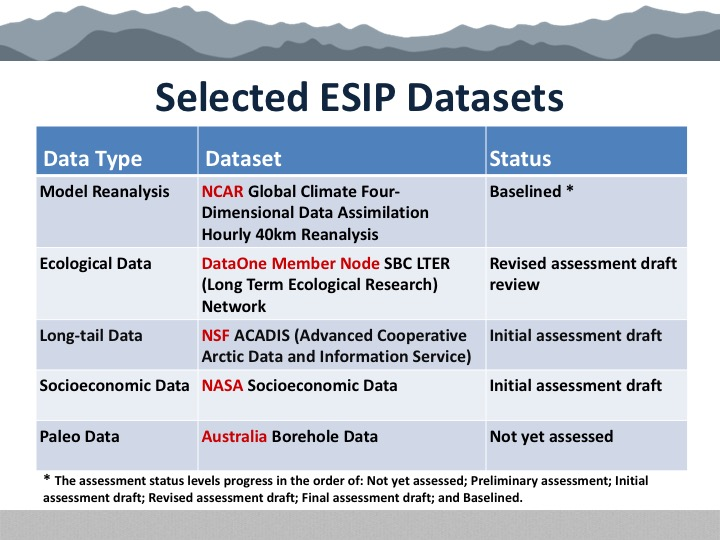 Selected ESIP Datasets
Data Type Dataset Status
Model Reanalysis NCAR Global Climate Four- Baselined *
Dimensional Data Assimilation
Hourly 40km Reanalysis
Ecological Data DataOne Member Node SBC LTER Revised assessment draft
(Long Term Ecological Research) review
Network
Long-tail Data NSF ACADIS (Advanced Cooperative Initial assessment draft
Arctic Data and Information Service)
Socioeconomic Data NASA Socioeconomic Data Initial assessment draft
Paleo Data Australia Borehole Data Not yet assessed
* The assessment status levels progress in the order of: Not yet assessed; Preliminary assessment; Initial
assessment draft; Revised assessment draft; Final assessment draft; and Baselined.